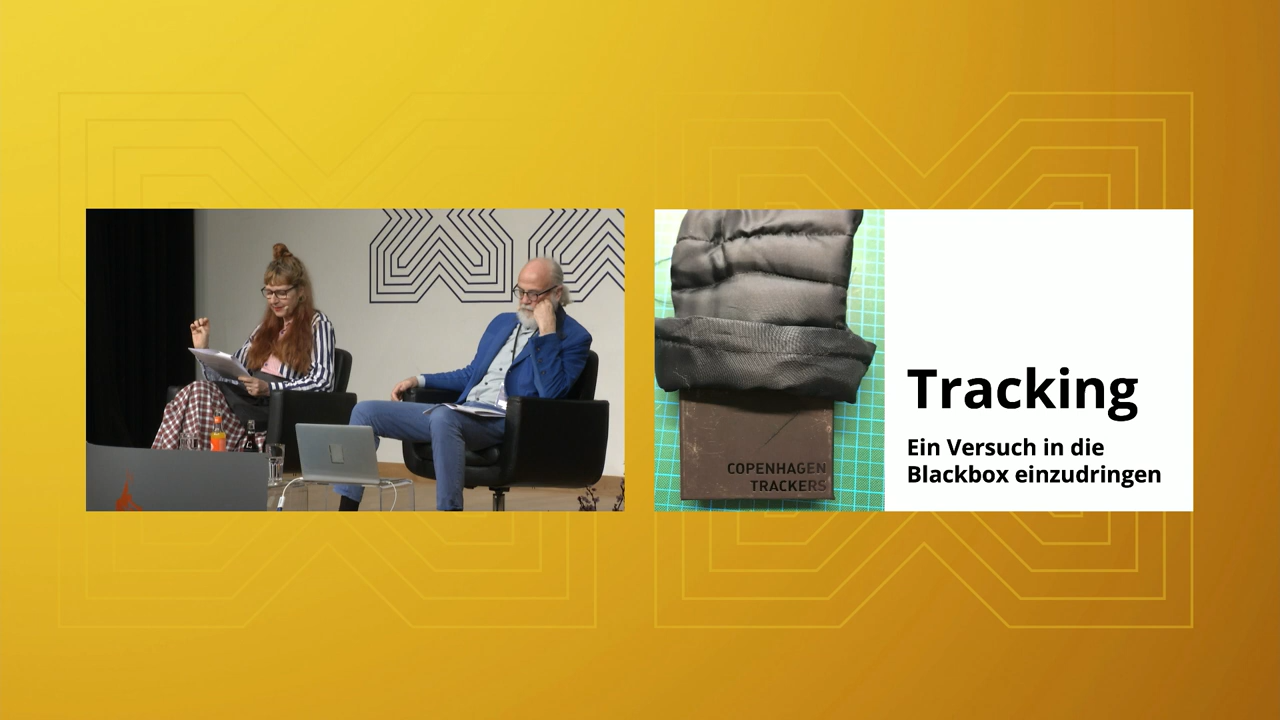 COPENHAGEN
TRACKERS
Tracking
Ein Versuch in die
Blackbox einzudringen